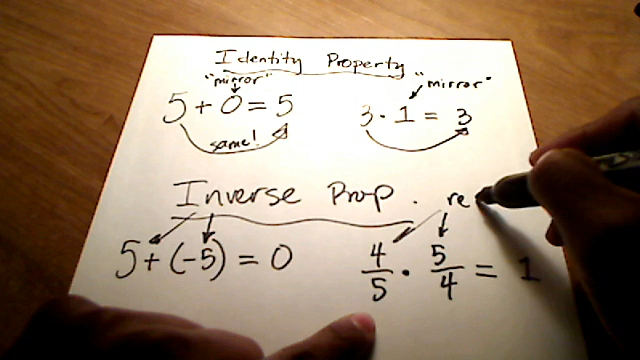 Identity Property
"mirror" "mirror"
5 + 0 = 5 3 · 1 = 3
same!
Inverse Prop. re
5 + (-5) = 0 4/5 · 5/4 = 1